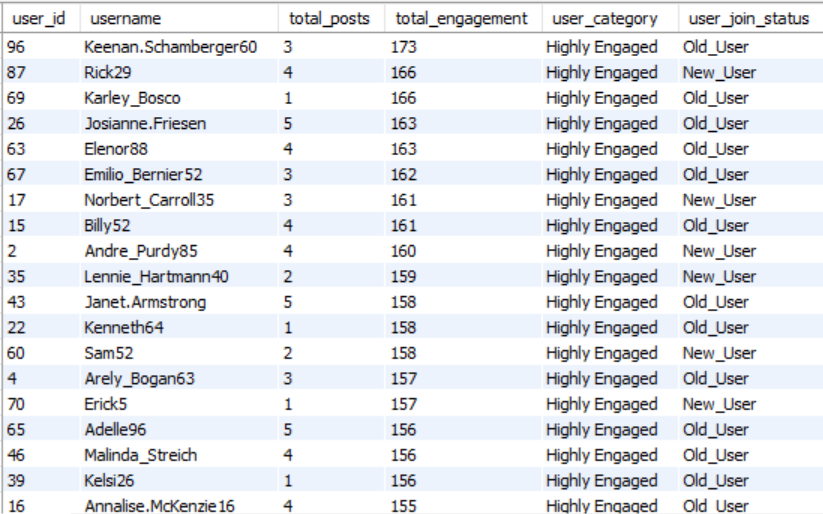 user_id username total_posts total_engagement user_category user_join_status
96 Keenan.Schamberger60 3 173 Highly Engaged Old_User
87 Rick29 4 166 Highly Engaged New_User
69 Karley_Bosco 1 166 Highly Engaged Old_User
26 Josianne.Friesen 5 163 Highly Engaged Old_User
63 Elenor88 4 163 Highly Engaged Old_User
67 Emilio_Bernier52 3 162 Highly Engaged Old_User
17 Norbert_Carroll35 3 161 Highly Engaged New_User
15 Billy52 4 161 Highly Engaged Old_User
2 Andre_Purdy85 4 160 Highly Engaged New_User
35 Lennie_Hartmann40 2 159 Highly Engaged New_User
43 Janet.Armstrong 5 158 Highly Engaged Old_User
22 Kenneth64 1 158 Highly Engaged Old_User
60 Sam52 2 158 Highly Engaged New_User
4 Arely_Bogan63 3 157 Highly Engaged Old_User
70 Erick5 1 157 Highly Engaged New_User
65 Adelle96 5 156 Highly Engaged Old_User
46 Malinda_Streich 4 156 Highly Engaged Old_User
39 Kelsi26 1 156 Highly Engaged Old_User
16 Annalise.McKenzie16 4 155 Highly Engaged Old_User